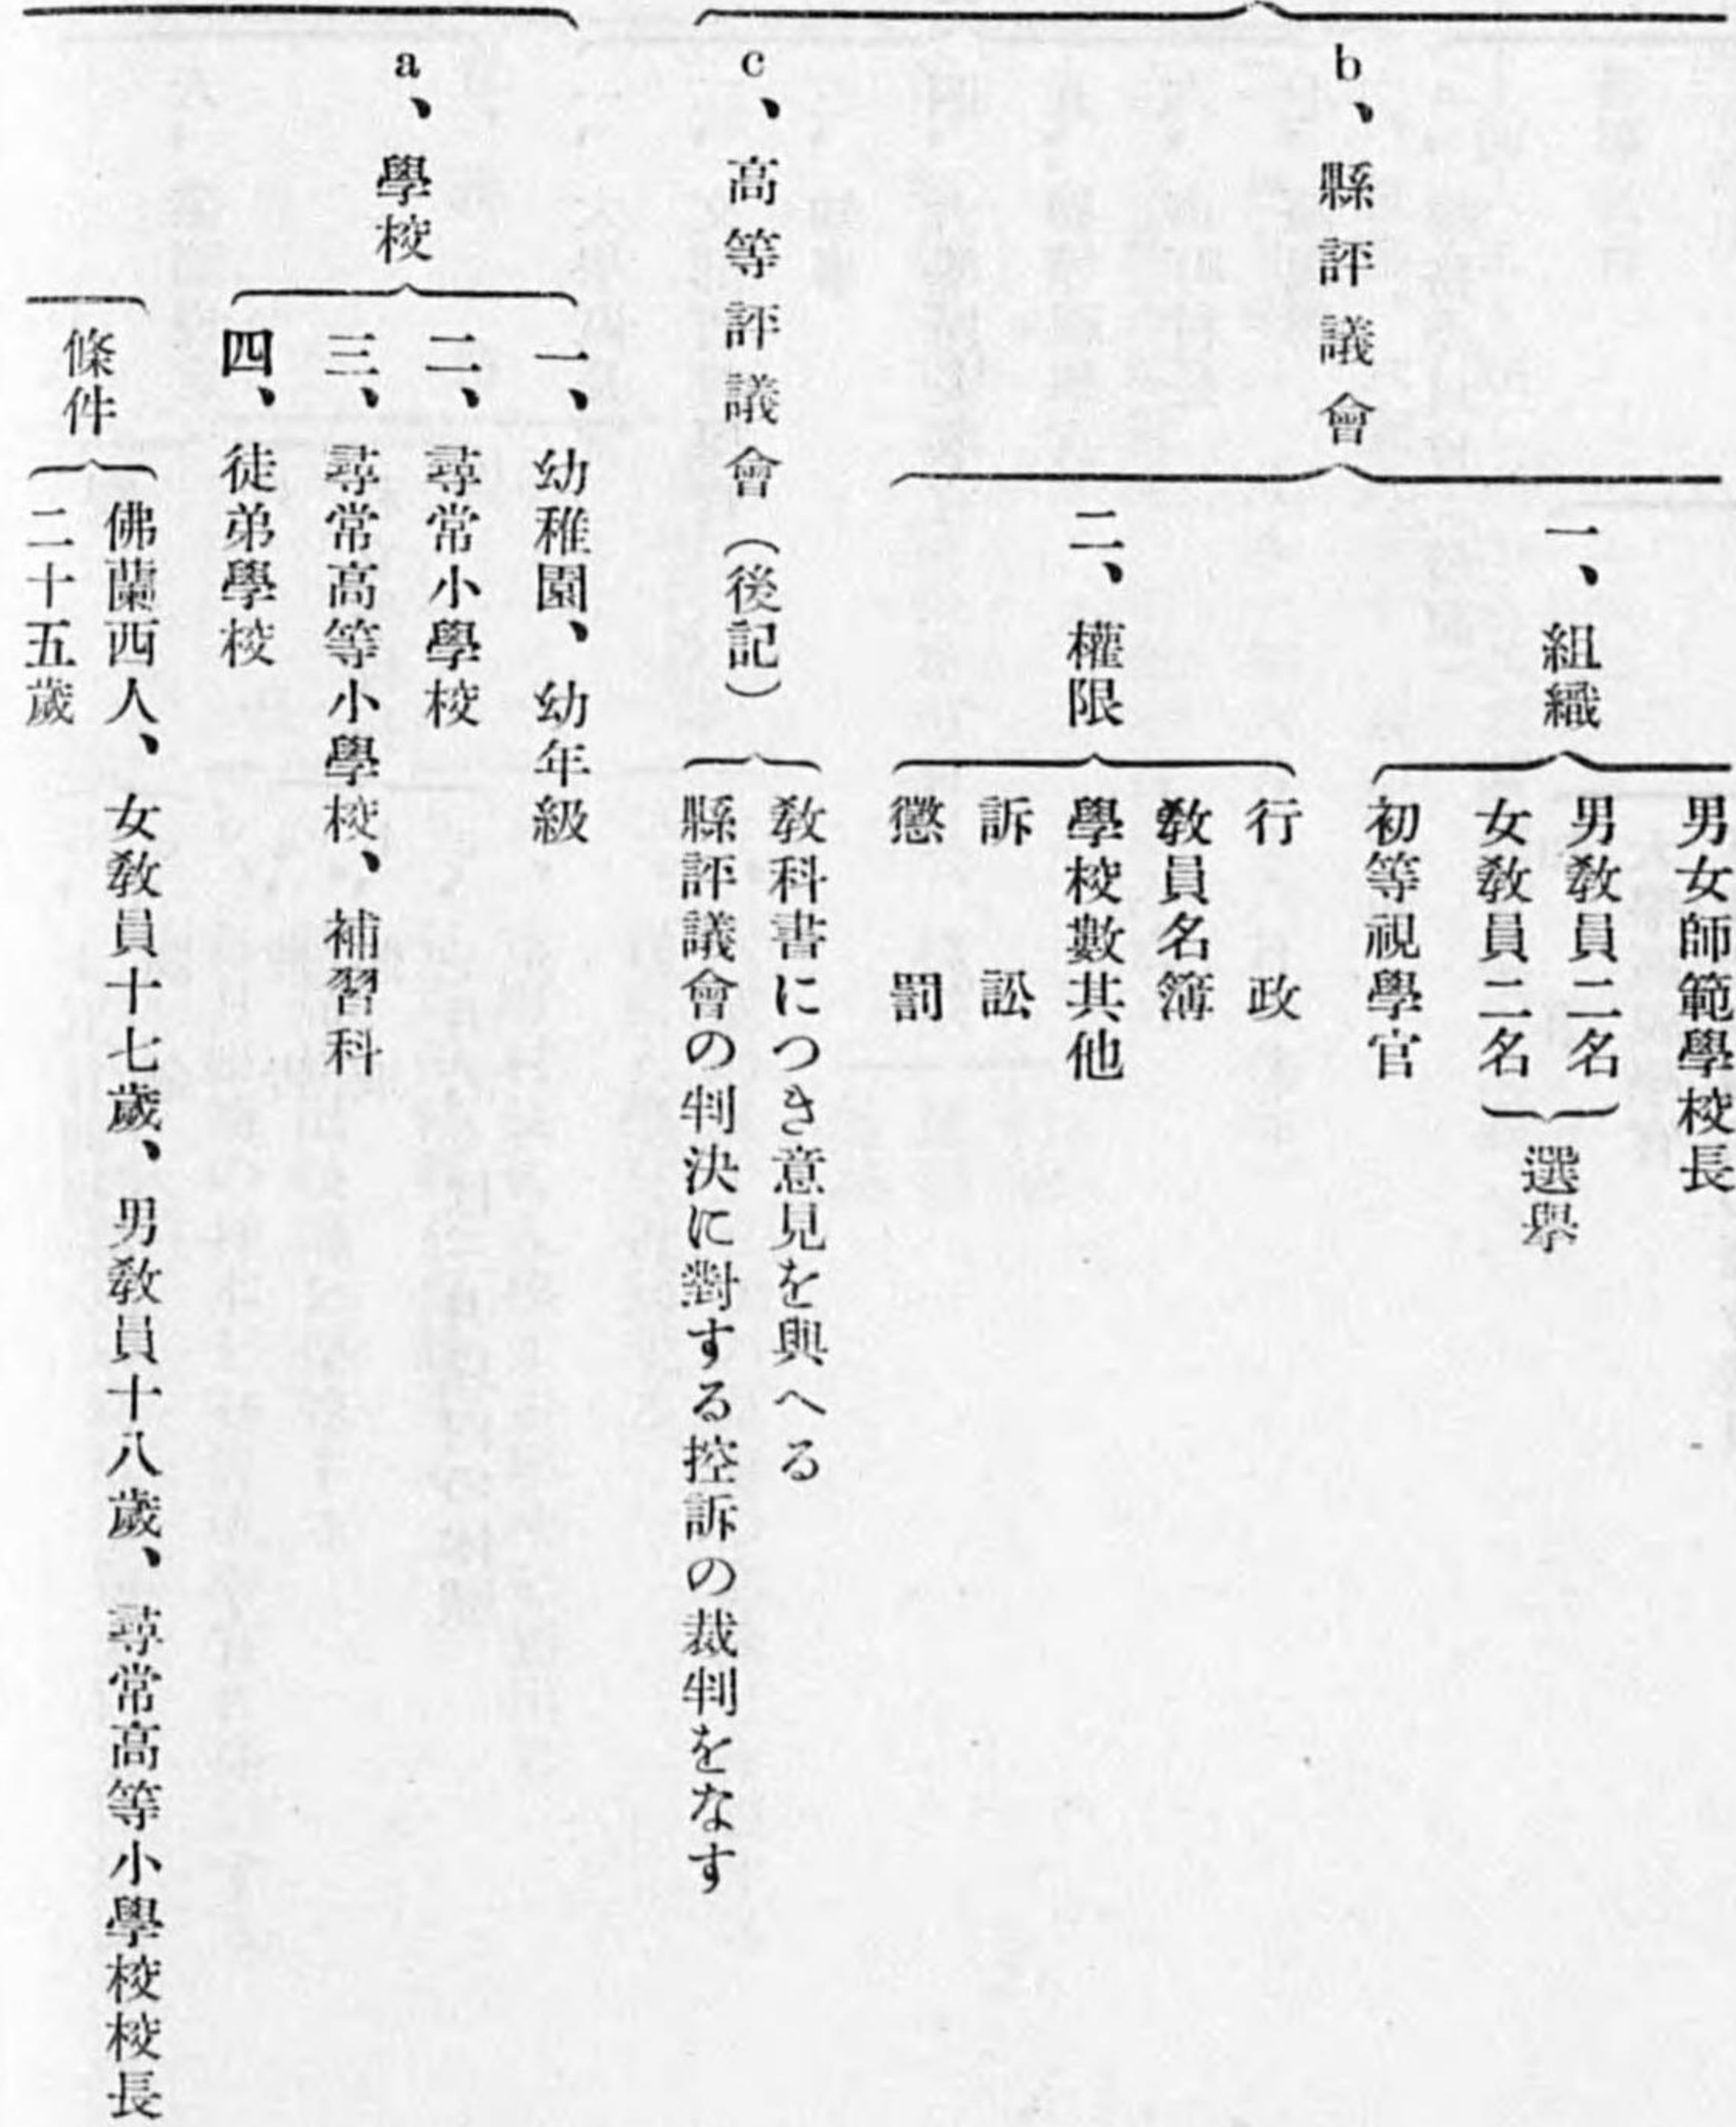 男女師範學校長
b、縣評議會
一、組織
男敎員二名
女敎員二名
選擧
初等視學官
二、權限
行政
敎員名簿
學校數其他
訴訟
懲罰
c、高等評議會（後記）
敎科書につき意見を與へる
縣評議會の判決に對する控訴の裁判をなす
a、學校
一、幼稚園、幼年級
二、尋常小學校
三、尋常高等小學校、補習科
四、徒弟學校
條件
佛蘭西人、女敎員十七歲、男敎員十八歲、尋常高等小學校校長
二十五歲